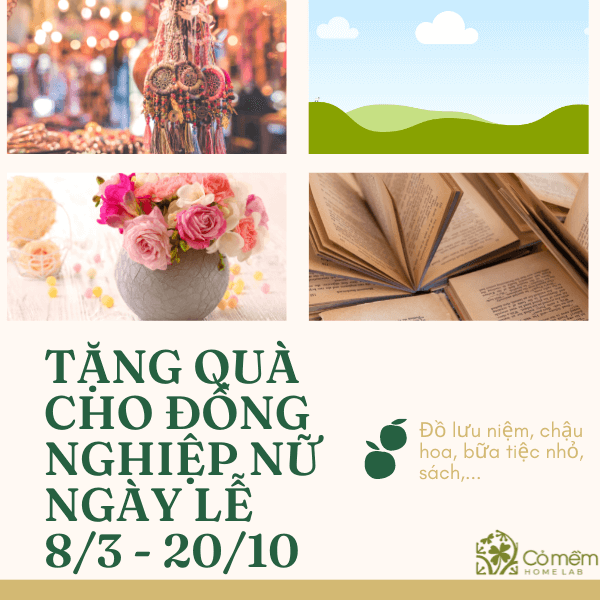 TẶNG QUÀ
CHO ĐỒNG
NGHIỆP NỮ
NGÀY LỄ
8/3 - 20/10
Đồ lưu niệm, chậu
hoa, bữa tiệc nhỏ,
sách,...
Cỏ mềm
HOME LAB